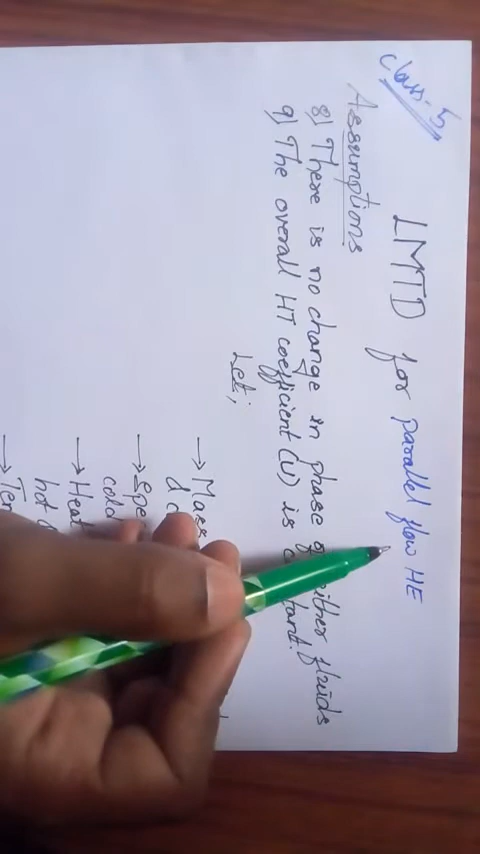 Class-5
LMTD for parallel flow HE
Assumptions
8) There is no change in phase of either fluids
9) The overall HT coefficient (U) is constant.
Let;
→ Mass
→ Spe
cold
→ Heat
hot
→ Tem